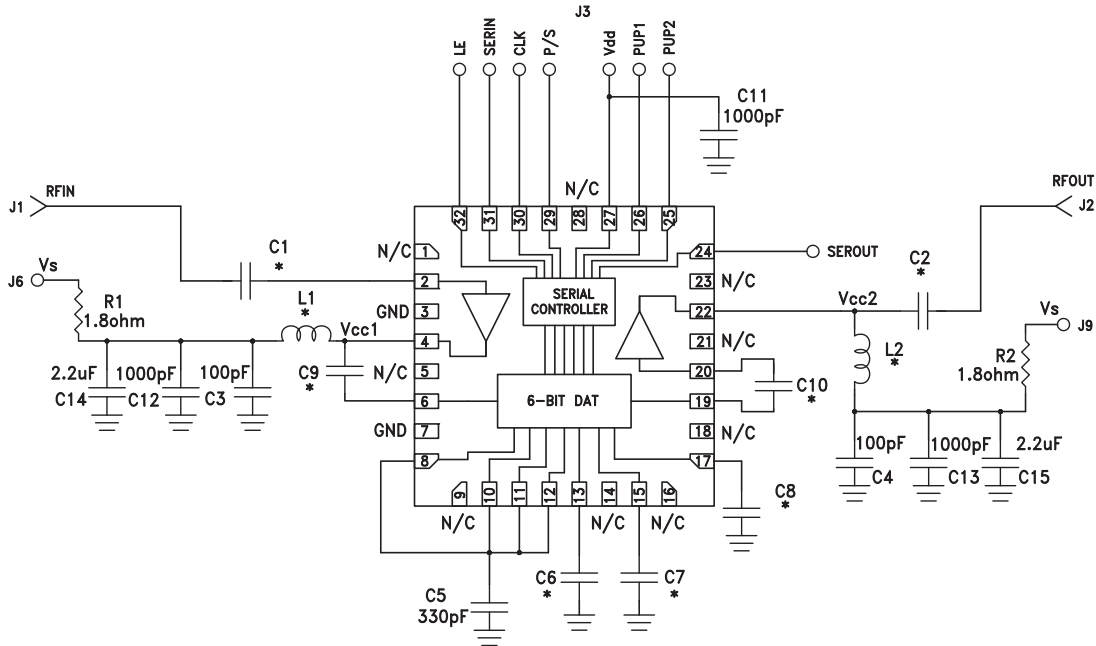 J3
LE
SERIN
CLK
P/S
Vdd
PUP1
PUP2
C11
1000pF
N/C
RFIN
J1
RFOUT
J2
32
31
30
29
28
27
26
25
N/C
1
24
SEROUT
C1
*
2
23
N/C
C2
*
J6
Vs
SERIAL
CONTROLLER
R1
1.8ohm
L1
*
GND
3
22
Vcc2
Vs
J9
Vcc1
4
21
N/C
L2
*
R2
1.8ohm
2.2uF
C14
1000pF
C12
100pF
C3
C9
*
N/C
5
20
C10
*
6
6-BIT DAT
19
GND
7
18
N/C
100pF
C4
1000pF
C13
2.2uF
C15
8
17
9
10
11
12
13
14
15
16
C8
*
N/C
N/C
N/C
C5
330pF
C6
*
C7
*